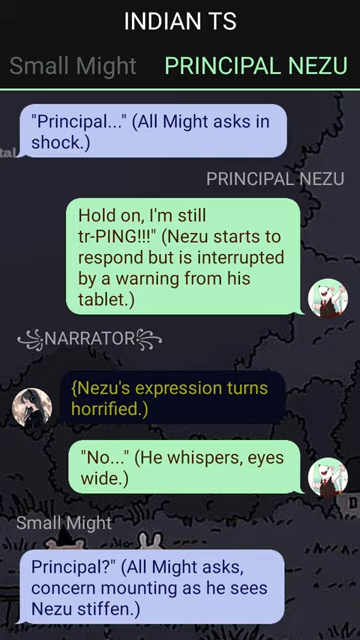 INDIAN TS
Small Might PRINCIPAL NEZU
"Principal..." (All Might asks in
shock.)
tal
PRINCIPAL NEZU
Hold on, I'm still
tr-PING!!!" (Nezu starts to
respond but is interrupted
by a warning from his
tablet.)
꧁NARRATOR꧂
{Nezu's expression turns
horrified.)
"No..." (He whispers, eyes
wide.)
Small Might
Principal?" (All Might asks,
concern mounting as he sees
Nezu stiffen.)